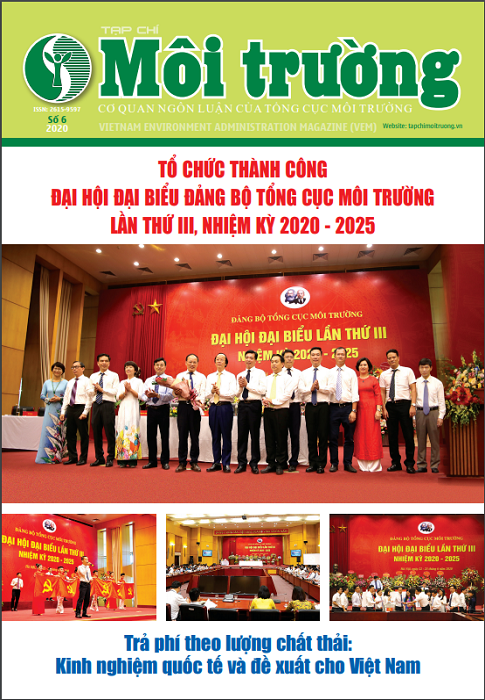 TẠP CHÍ
Môi trường
ISSN: 2615-9597
CƠ QUAN NGÔN LUẬN CỦA TỔNG CỤC MÔI TRƯỜNG
Số 6
2020
VIETNAM ENVIRONMENT ADMINISTRATION MAGAZINE (VEM)
Website: tapchimoitruong.vn
TỔ CHỨC THÀNH CÔNG
ĐẠI HỘI ĐẠI BIỂU ĐẢNG BỘ TỔNG CỤC MÔI TRƯỜNG
LẦN THỨ III, NHIỆM KỲ 2020 - 2025
ĐẢNG BỘ TỔNG CỤC MÔI TRƯỜNG
ĐẠI HỘI ĐẠI BIỂU LẦN THỨ III
NHIỆM KỲ 2020 - 2025
ĐẢNG BỘ TỔNG CỤC MÔI TRƯỜNG
ĐẠI HỘI ĐẠI BIỂU LẦN THỨ III
NHIỆM KỲ 2020 - 2025
ĐẢNG BỘ TỔNG CỤC MÔI TRƯỜNG
ĐẠI HỘI ĐẠI BIỂU LẦN THỨ III
NHIỆM KỲ 2020 - 2025
Trả phí theo lượng chất thải:
Kinh nghiệm quốc tế và đề xuất cho Việt Nam